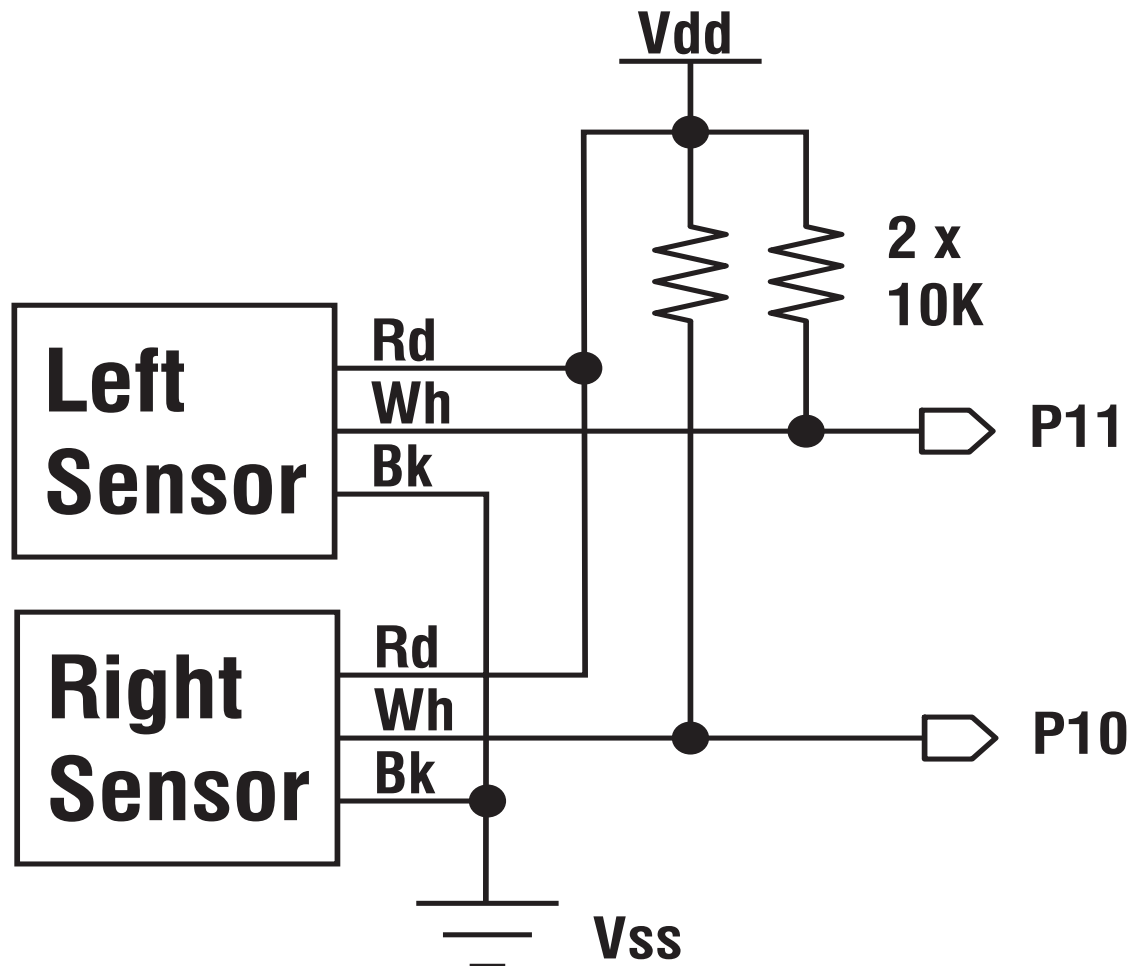 Vdd
2 x
10K
Left
Sensor
Rd
Wh
Bk
P11
Right
Sensor
Rd
Wh
Bk
P10
Vss